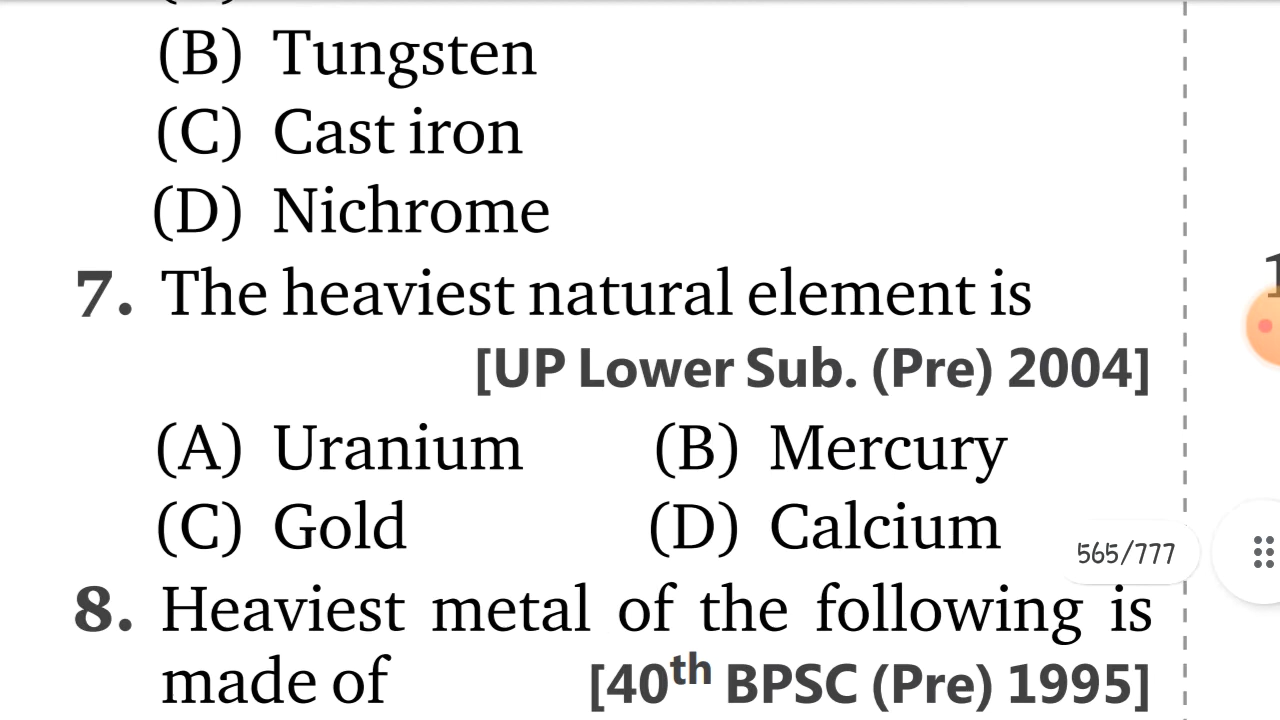 (B) Tungsten
(C) Cast iron
(D) Nichrome
7. The heaviest natural element is
[UP Lower Sub. (Pre) 2004]
(A) Uranium (B) Mercury
(C) Gold (D) Calcium
565/777
8. Heaviest metal of the following is
made of [40th BPSC (Pre) 1995]